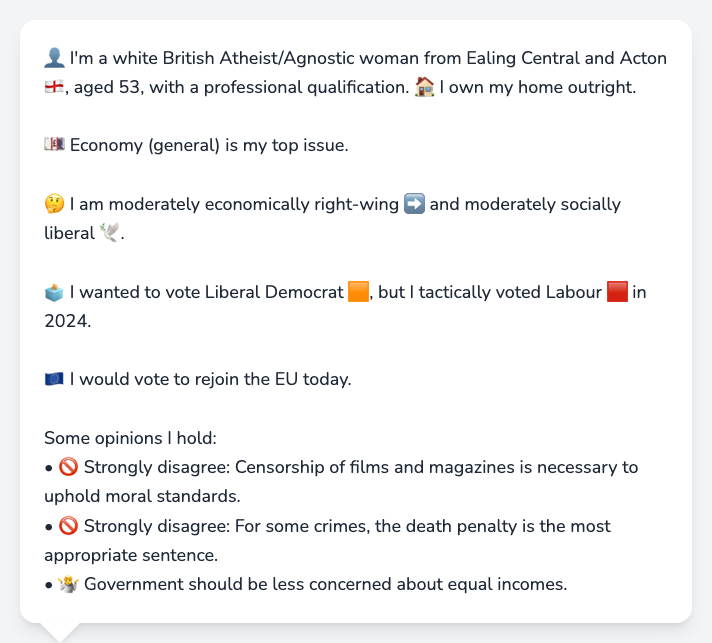 👤 I'm a white British Atheist/Agnostic woman from Ealing Central and Acton
🏴󠁧󠁢󠁥󠁮󠁧󠁿, aged 53, with a professional qualification. 🏠 I own my home outright.
💷 Economy (general) is my top issue.
🤔 I am moderately economically right-wing ➡️ and moderately socially
liberal 🕊️.
🗳️ I wanted to vote Liberal Democrat 🟧, but I tactically voted Labour 🟥 in
2024.
🇪🇺 I would vote to rejoin the EU today.
Some opinions I hold:
• 🚫 Strongly disagree: Censorship of films and magazines is necessary to
uphold moral standards.
• 🚫 Strongly disagree: For some crimes, the death penalty is the most
appropriate sentence.
• 🤷 Government should be less concerned about equal incomes.